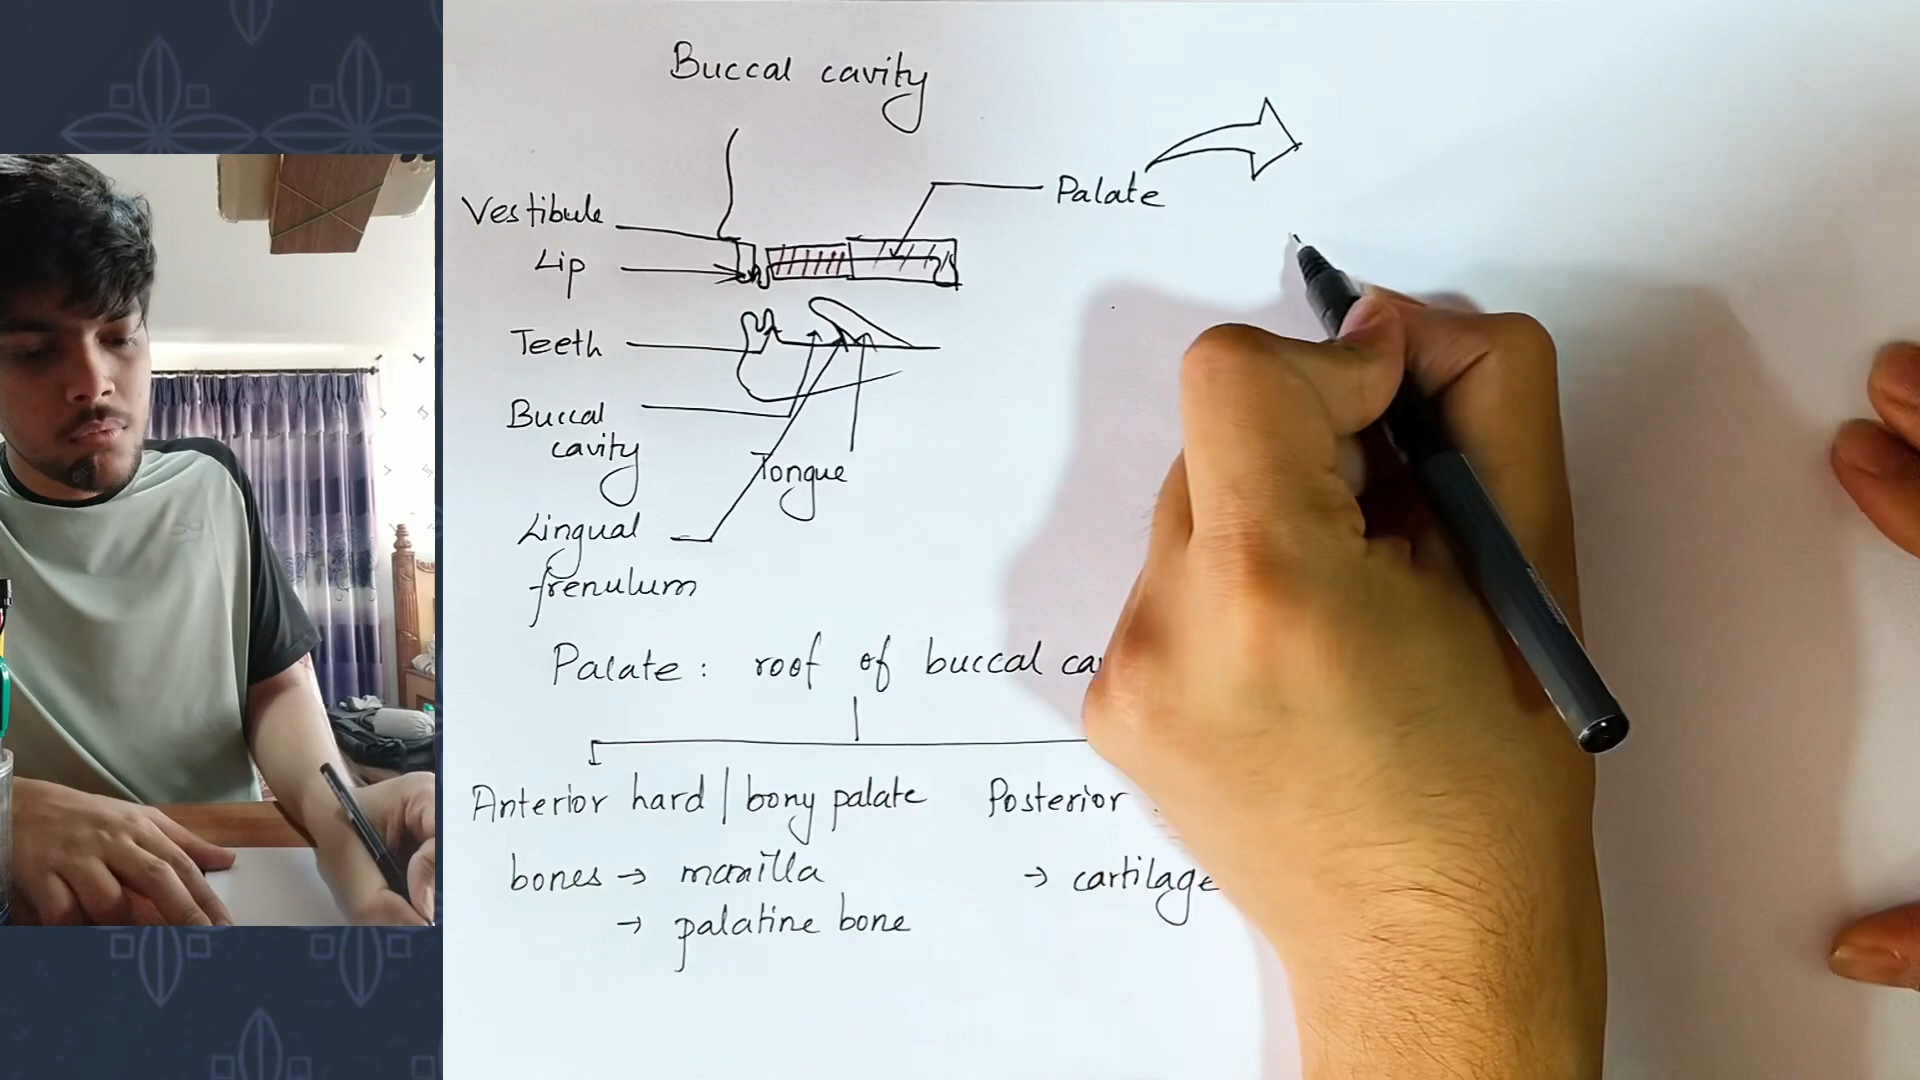 Buccal cavity
Vestibule
Palate
Lip
Teeth
Buccal
cavity
Tongue
Lingual
frenulum
Palate: roof of buccal ca
Anterior hard | bony palate
Posterior
bones → maxilla
→ cartilage
→ palatine bone